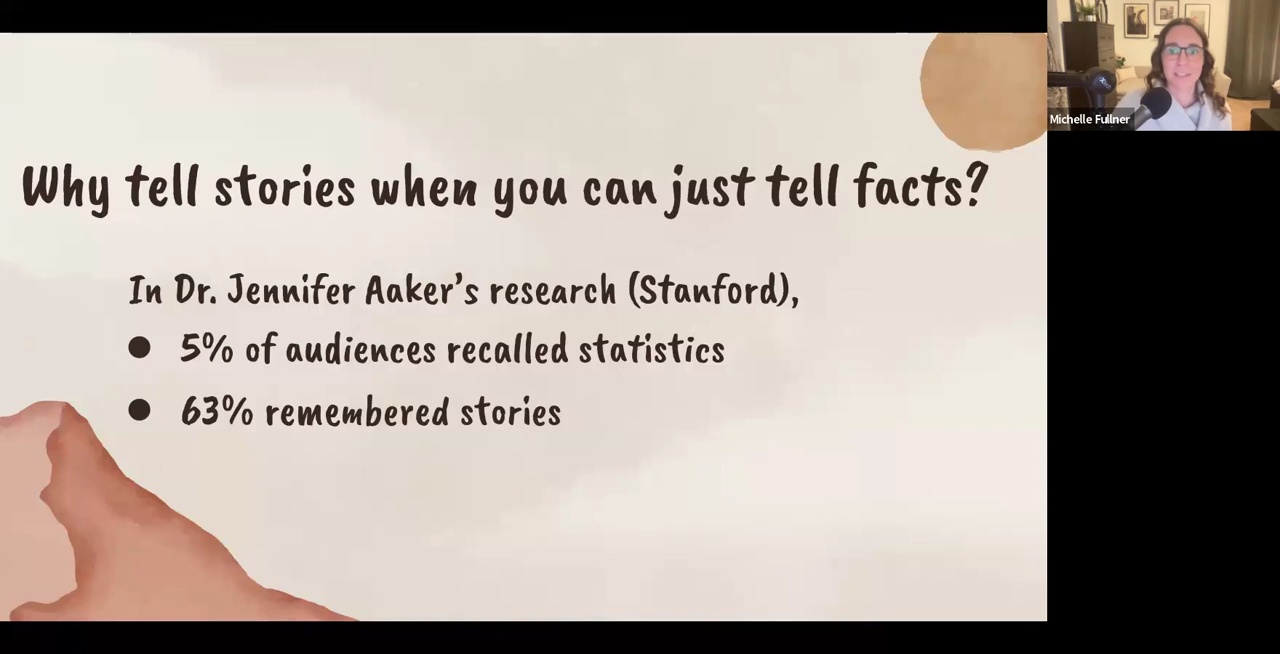 Why tell stories when you can just tell facts?
In Dr. Jennifer Aaker’s research (Stanford),
● 5% of audiences recalled statistics
● 63% remembered stories
Michelle Fullner